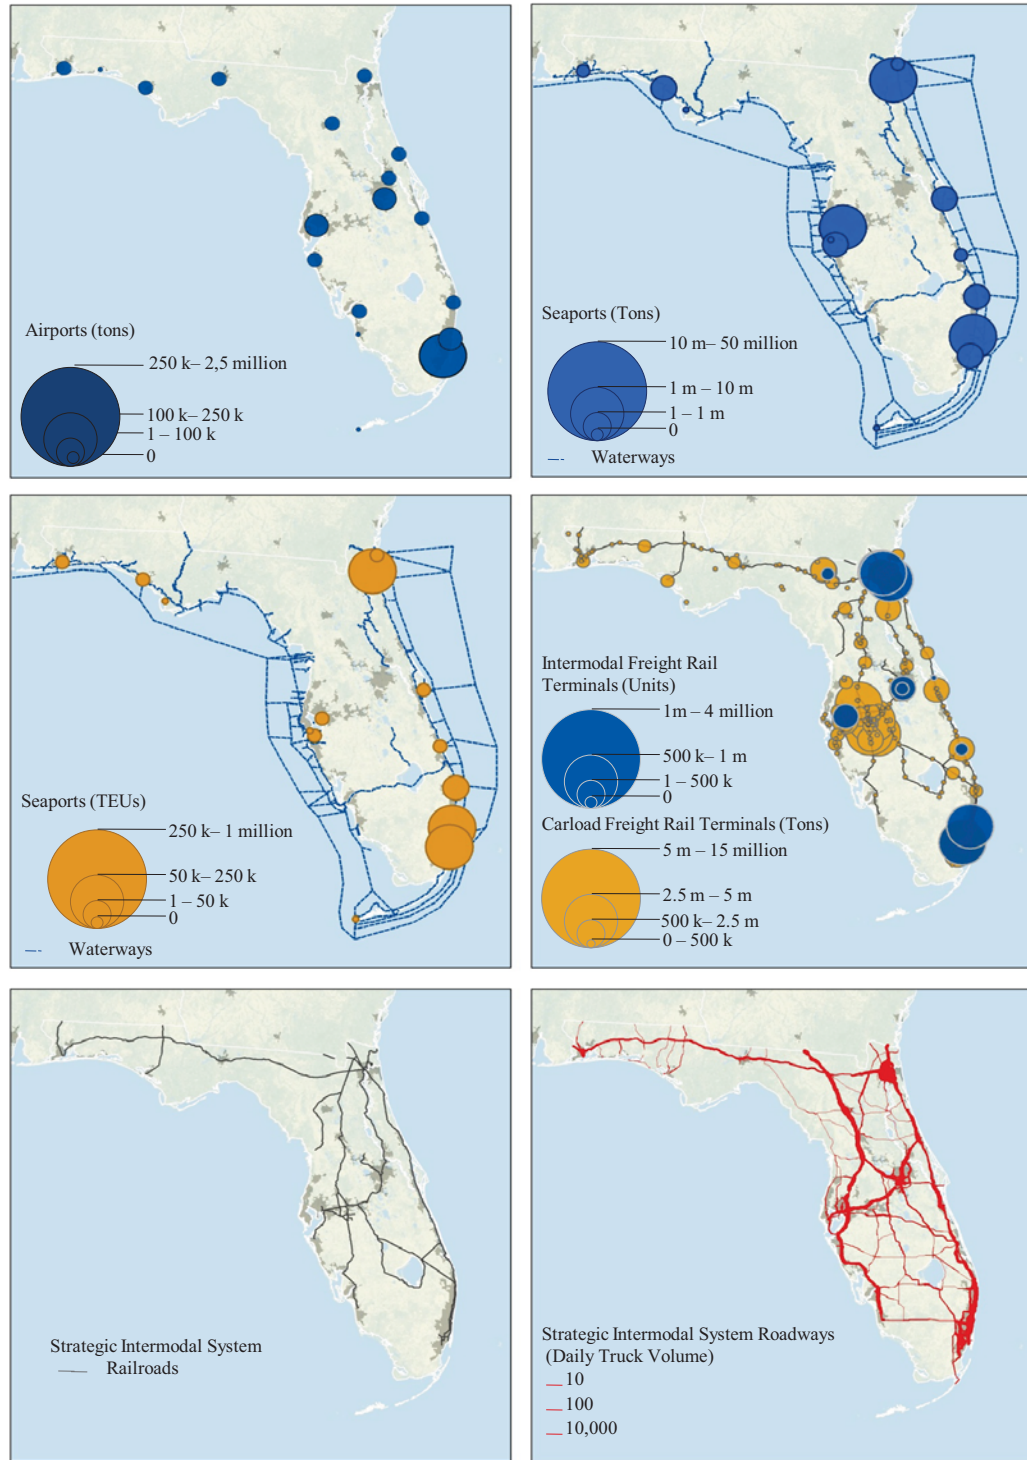 Airports (tons)
250 k– 2,5 million
100 k– 250 k
1 – 100 k
0
Seaports (Tons)
10 m– 50 million
1 m – 10 m
1 – 1 m
0
Waterways
Seaports (TEUs)
250 k– 1 million
50 k– 250 k
1 – 50 k
0
Waterways
Intermodal Freight Rail
Terminals (Units)
1m – 4 million
500 k– 1 m
1 – 500 k
0
Carload Freight Rail Terminals (Tons)
5 m – 15 million
2.5 m – 5 m
500 k– 2.5 m
0 – 500 k
Strategic Intermodal System
Railroads
Strategic Intermodal System Roadways
(Daily Truck Volume)
10
100
10,000